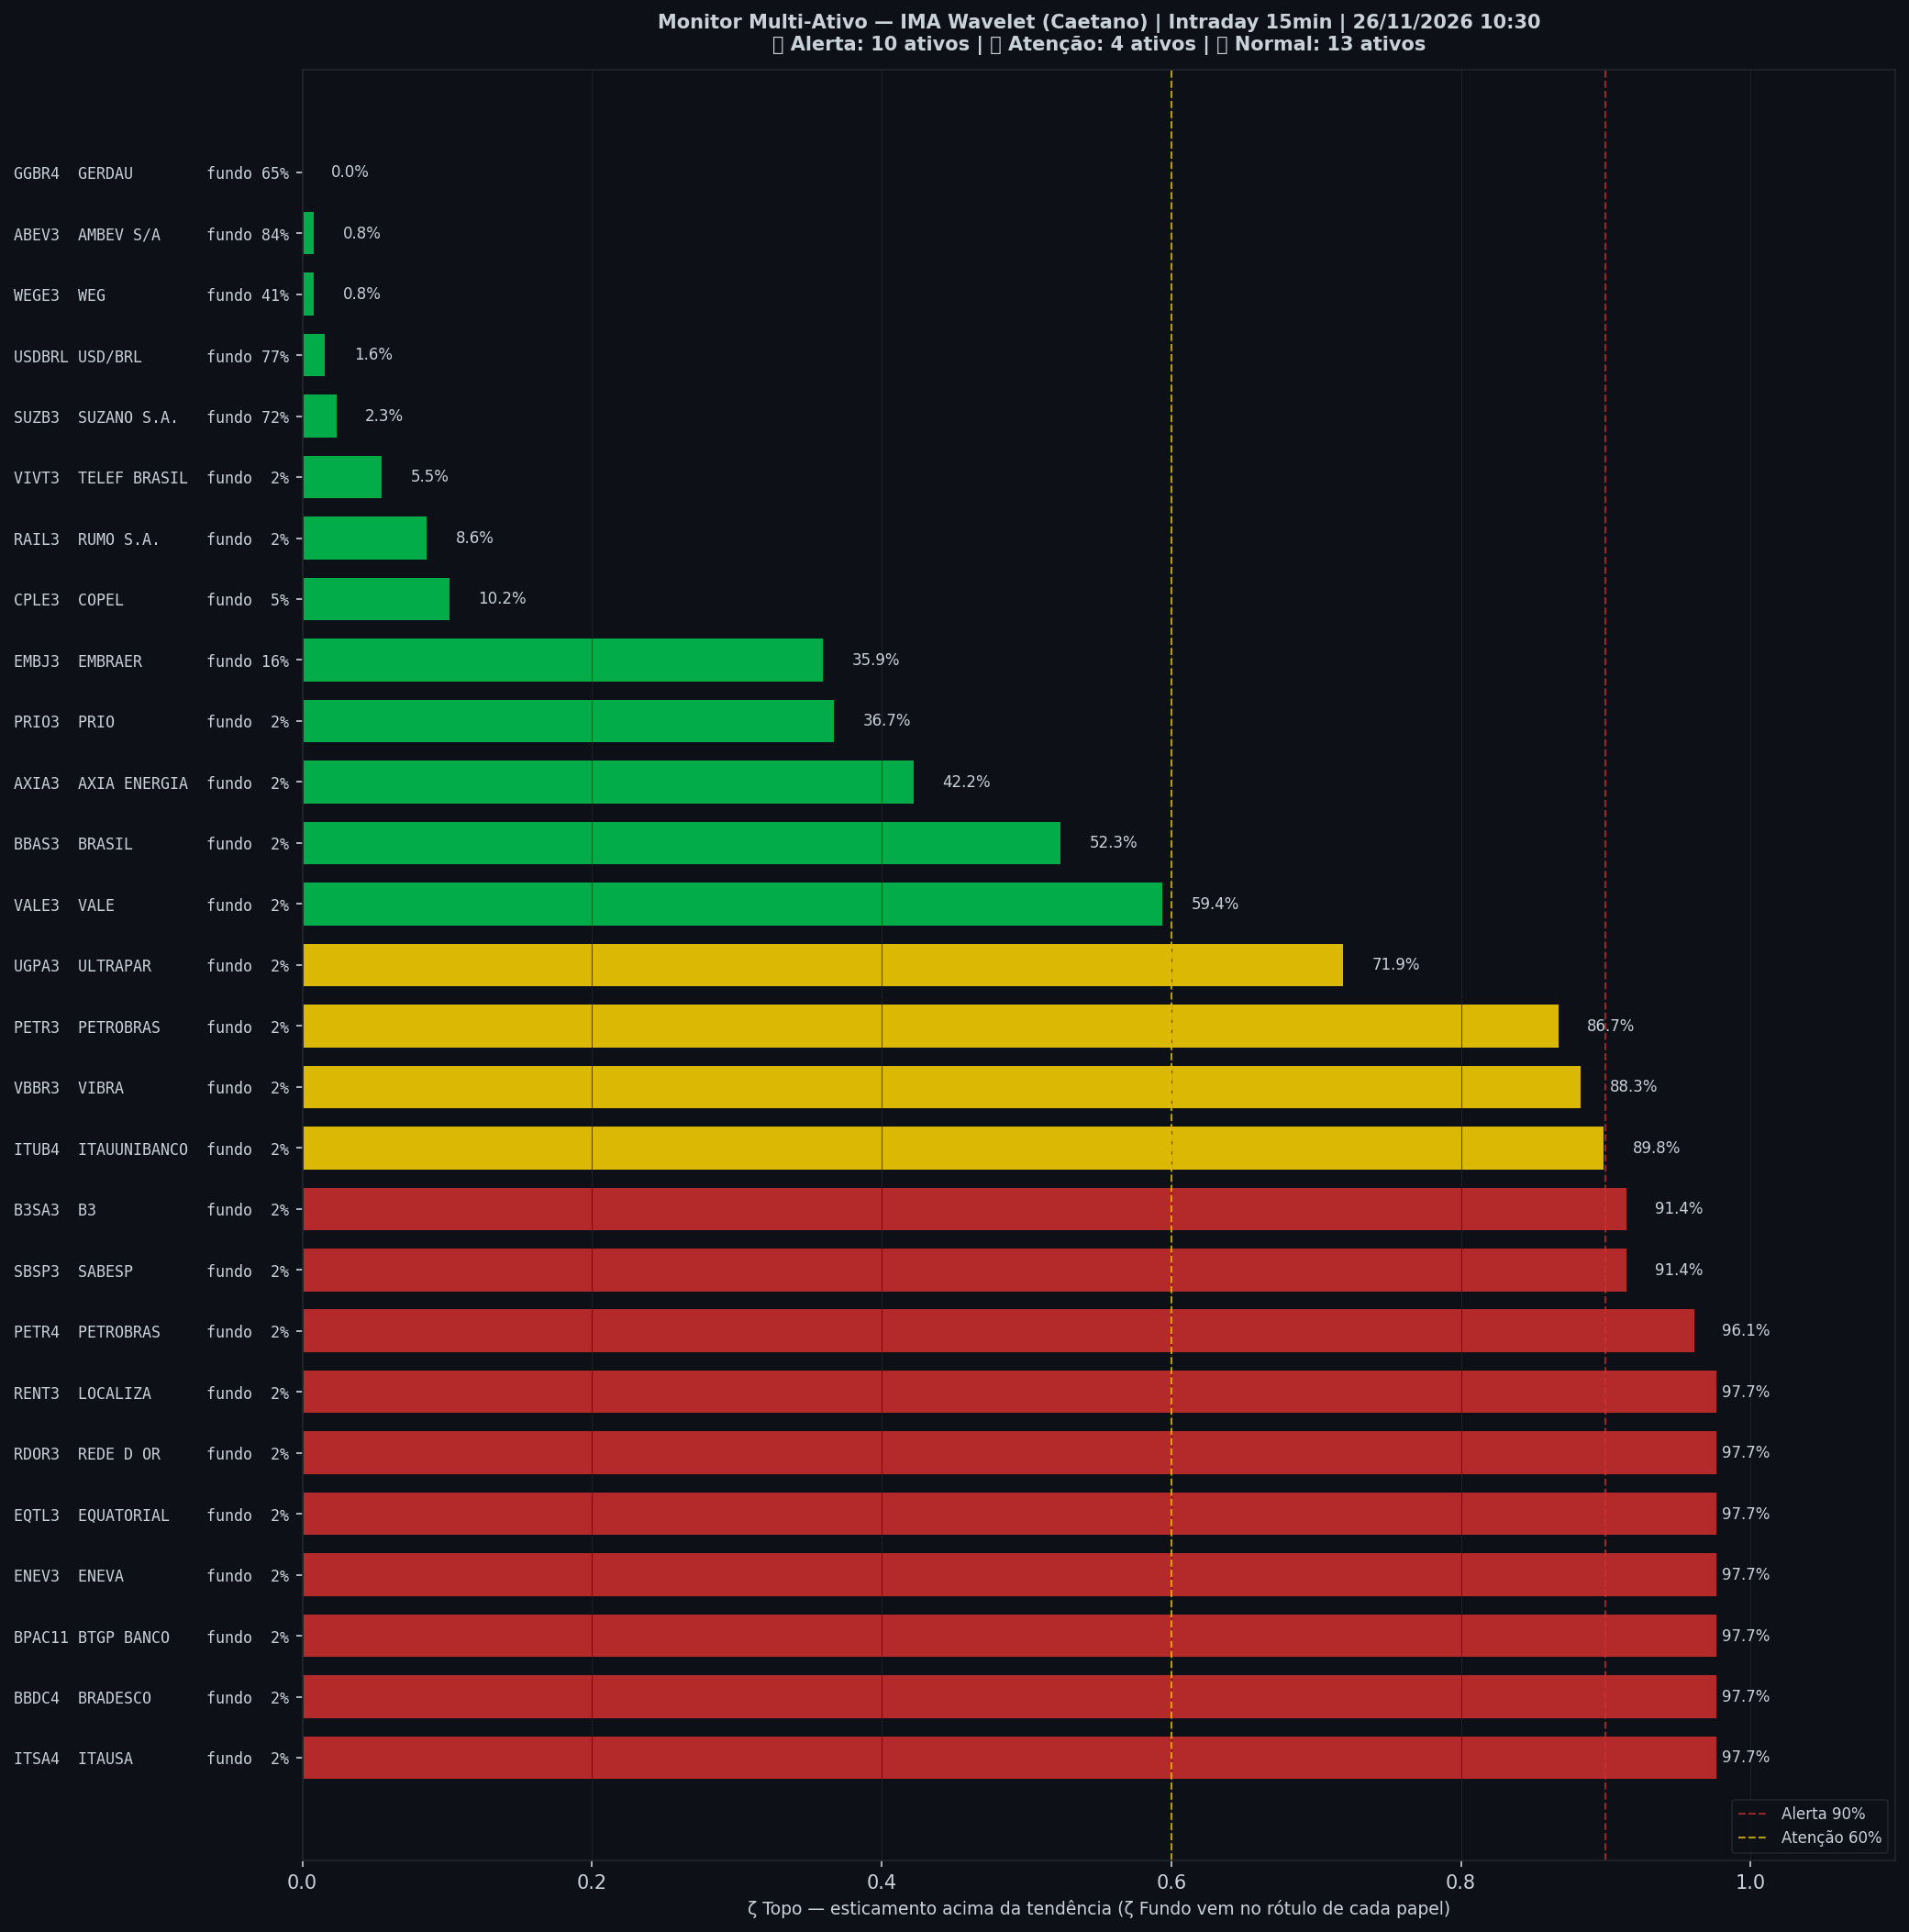 Monitor Multi-Ativo — IMA Wavelet (Caetano) | Intraday 15min | 26/11/2026 10:30
Alerta: 10 ativos | Atenção: 4 ativos | Normal: 13 ativos
GGBR4 GERDAU fundo 65% 0.0%
ABEV3 AMBEV S/A fundo 84% 0.8%
WEGE3 WEG fundo 41% 0.8%
USDBRL USD/BRL fundo 77% 1.6%
SUZB3 SUZANO S.A. fundo 72% 2.3%
VIVT3 TELEF BRASIL fundo 2% 5.5%
RAIL3 RUMO S.A. fundo 2% 8.6%
CPLE3 COPEL fundo 5% 10.2%
EMBJ3 EMBRAER fundo 16% 35.9%
PRIO3 PRIO fundo 2% 36.7%
AXIA3 AXIA ENERGIA fundo 2% 42.2%
BBAS3 BRASIL fundo 2% 52.3%
VALE3 VALE fundo 2% 59.4%
UGPA3 ULTRAPAR fundo 2% 71.9%
PETR3 PETROBRAS fundo 2% 86.7%
VBBR3 VIBRA fundo 2% 88.3%
ITUB4 ITAUUNIBANCO fundo 2% 89.8%
B3SA3 B3 fundo 2% 91.4%
SBSP3 SABESP fundo 2% 91.4%
PETR4 PETROBRAS fundo 2% 96.1%
RENT3 LOCALIZA fundo 2% 97.7%
RDOR3 REDE D OR fundo 2% 97.7%
EQTL3 EQUATORIAL fundo 2% 97.7%
ENEV3 ENEVA fundo 2% 97.7%
BPAC11 BTGP BANCO fundo 2% 97.7%
BBDC4 BRADESCO fundo 2% 97.7%
ITSA4 ITAUSA fundo 2% 97.7%
Alerta 90%
Atenção 60%
0.0 0.2 0.4 0.6 0.8 1.0
ζ Topo — esticamento acima da tendência (ζ Fundo vem no rótulo de cada papel)